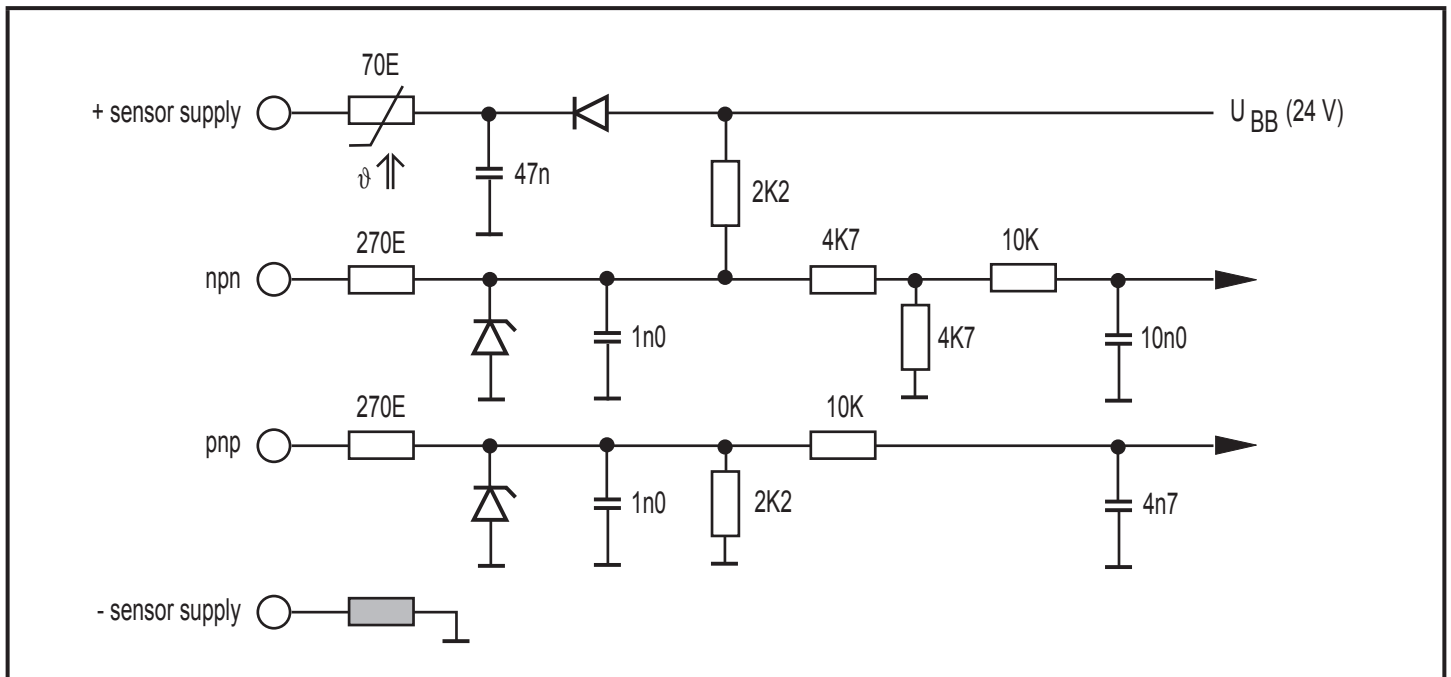 70E
+ sensor supply
U BB (24 V)
ϑ
47n
2K2
270E
4K7
10K
npn
1n0
4K7
10n0
270E
10K
pnp
1n0
2K2
4n7
- sensor supply